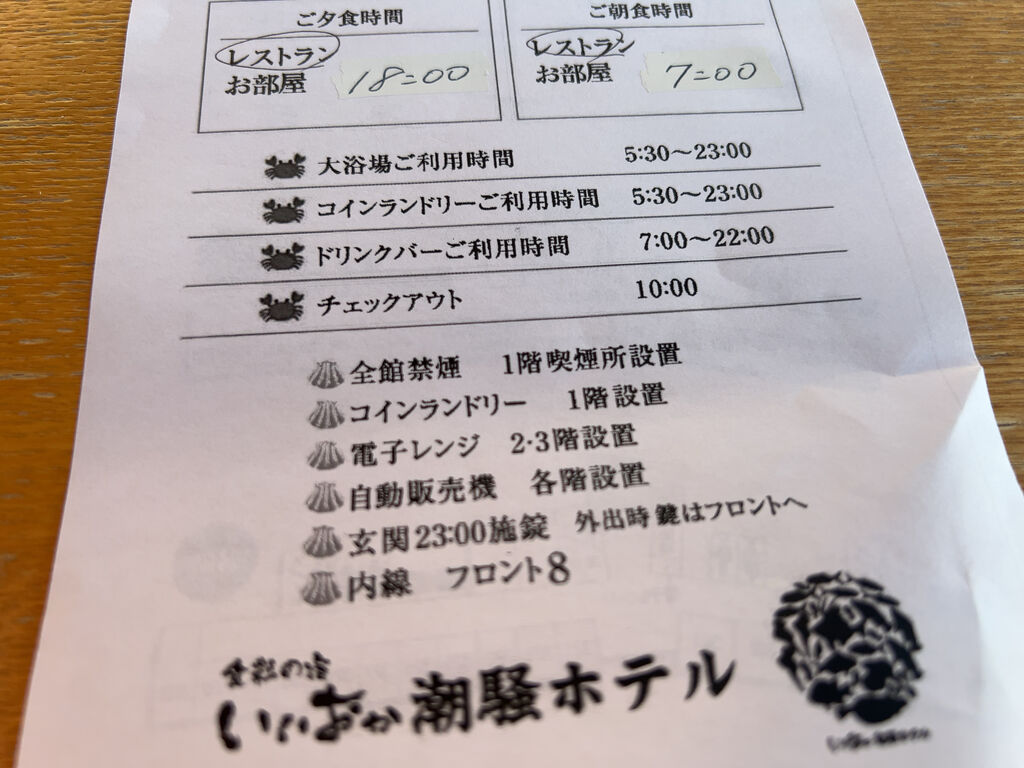 ご夕食時間
レストラン
お部屋 18=00
ご朝食時間
レストラン
お部屋 7=00
大浴場ご利用時間 5:30〜23:00
コインランドリーご利用時間 5:30〜23:00
ドリンクバーご利用時間 7:00〜22:00
チェックアウト 10:00
全館禁煙 1階喫煙所設置
コインランドリー 1階設置
電子レンジ 2・3階設置
自動販売機 各階設置
玄関23:00施錠 外出時鍵はフロントへ
内線 フロント8
いいおか潮騒ホテル